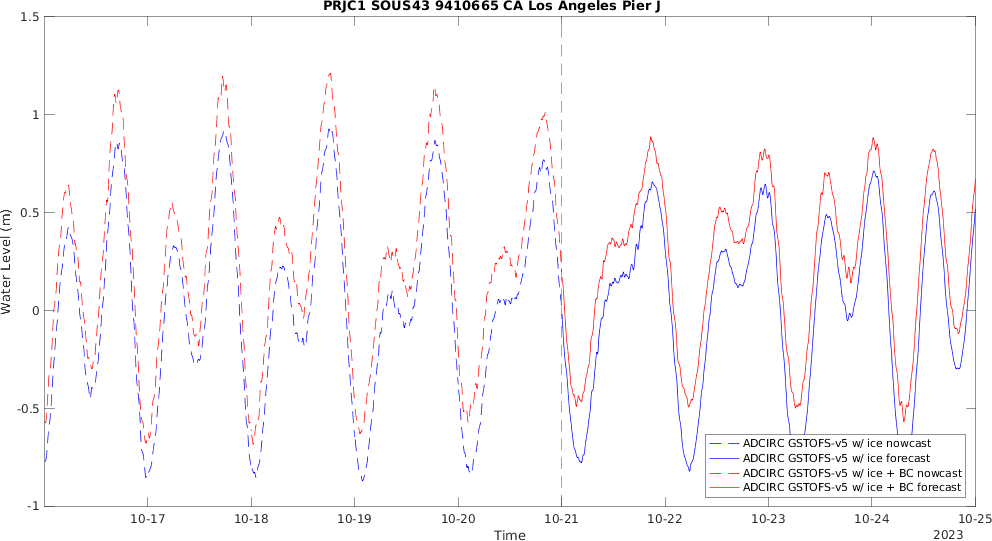 PRJC1 SOUS43 9410665 CA Los Angeles Pier J
1.5
1
0.5
0
-0.5
-1
Water Level (m)
10-17 10-18 10-19 10-20 10-21 10-22 10-23 10-24 10-25
Time
2023
ADCIRC GSTOFS-v5 w/ ice nowcast
ADCIRC GSTOFS-v5 w/ ice forecast
ADCIRC GSTOFS-v5 w/ ice + BC nowcast
ADCIRC GSTOFS-v5 w/ ice + BC forecast